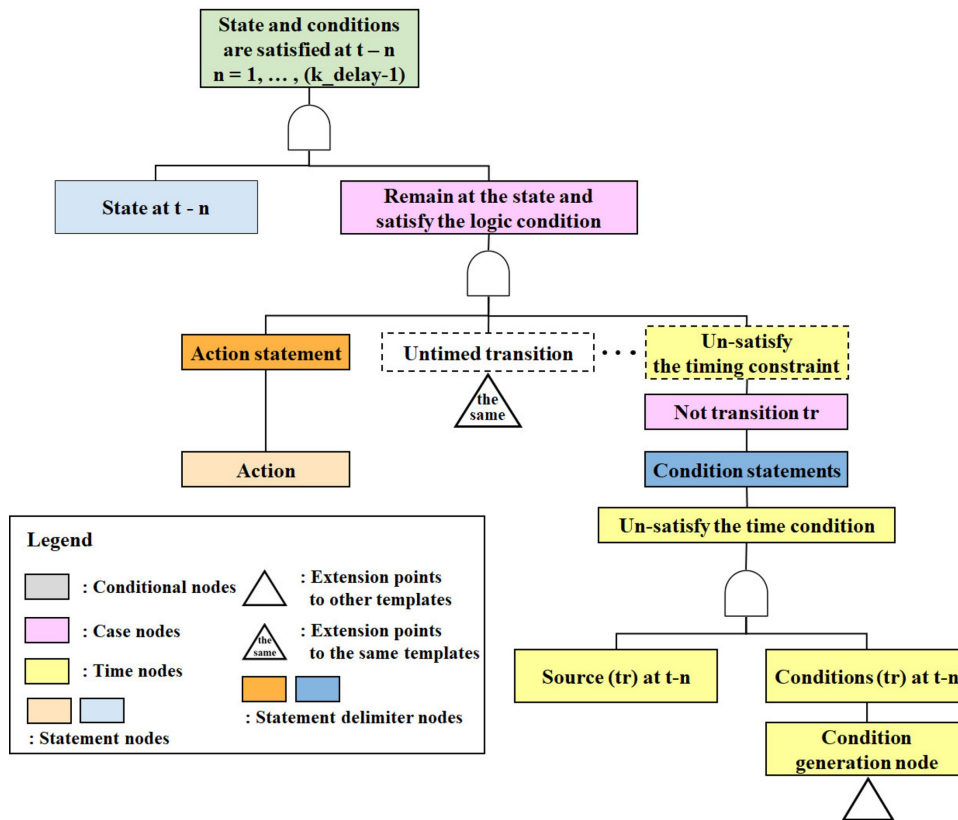 State and conditions
are satisfied at t – n
n = 1, … , (k_delay-1)
State at t - n
Remain at the state and
satisfy the logic condition
Action statement
Untimed transition
• • •
Un-satisfy
the timing constraint
the
same
Not transition tr
Action
Condition statements
Un-satisfy the time condition
Source (tr) at t-n
Conditions (tr) at t-n
Condition
generation node
Legend
: Conditional nodes
: Case nodes
: Time nodes
: Statement nodes
: Extension points
to other templates
the
same
: Extension points
to the same templates
: Statement delimiter nodes